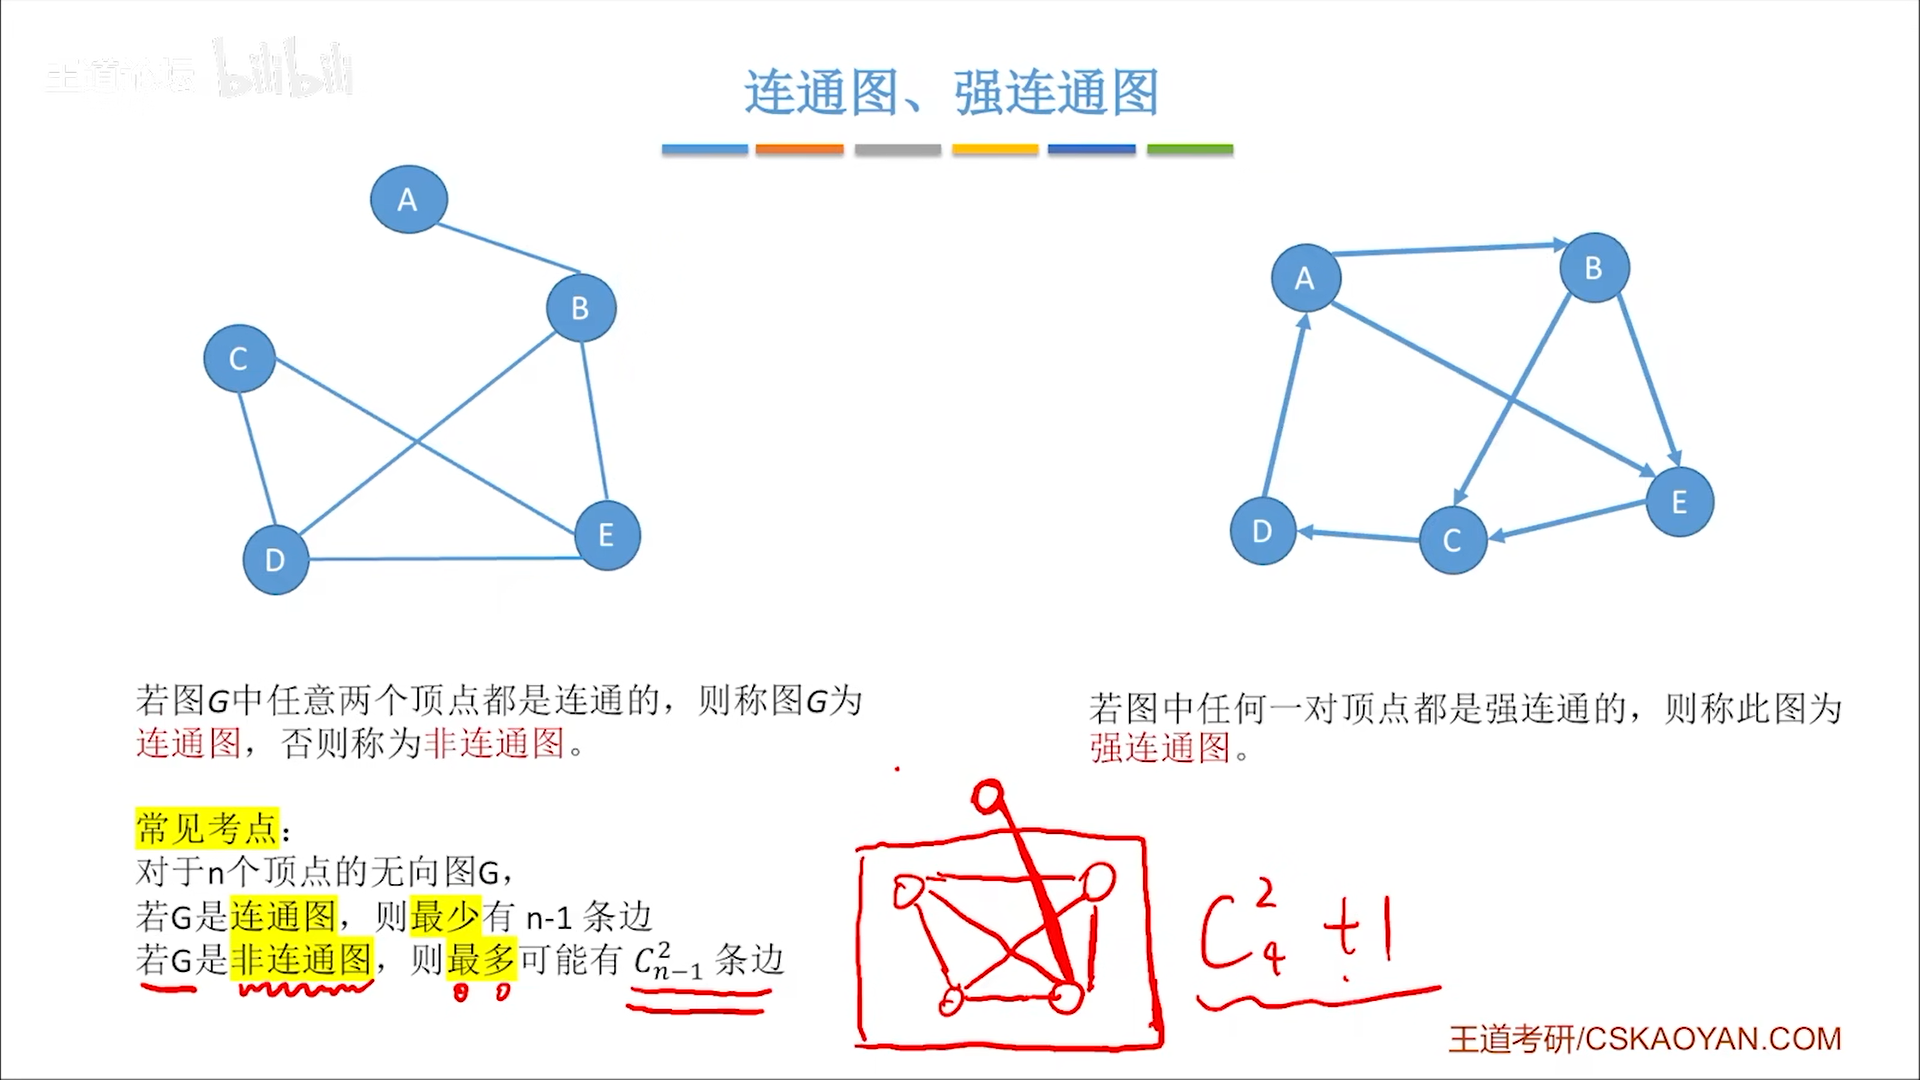 王道论坛 bilibili
连通图、强连通图
A
B
C
D
E
A
B
E
D
C
若图G中任意两个顶点都是连通的，则称图G为
连通图，否则称为非连通图。
若图中任何一对顶点都是强连通的，则称此图为
强连通图。
常见考点：
对于n个顶点的无向图G，
若G是连通图，则最少有 n-1 条边
若G是非连通图，则最多可能有 C²ₙ₋₁ 条边
C²₄ +1
王道考研/CSKAOYAN.COM